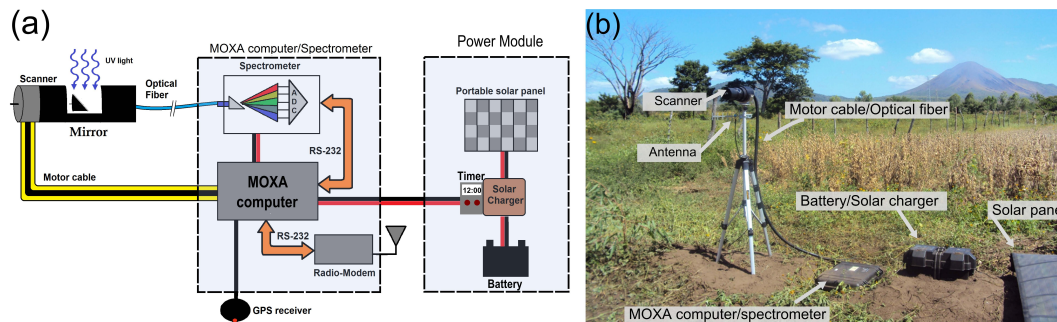 (a)
MOXA computer/Spectrometer
Power Module
Scanner
UV light
Optical
Fiber
Spectrometer
A
C
Portable solar panel
Mirror
RS-232
Motor cable
MOXA
computer
Timer
12:00
Solar
Charger
RS-232
Radio-Modem
Battery
GPS receiver
(b)
Scanner
Motor cable/Optical fiber
Antenna
Battery/Solar charger
Solar pane
MOXA computer/spectrometer